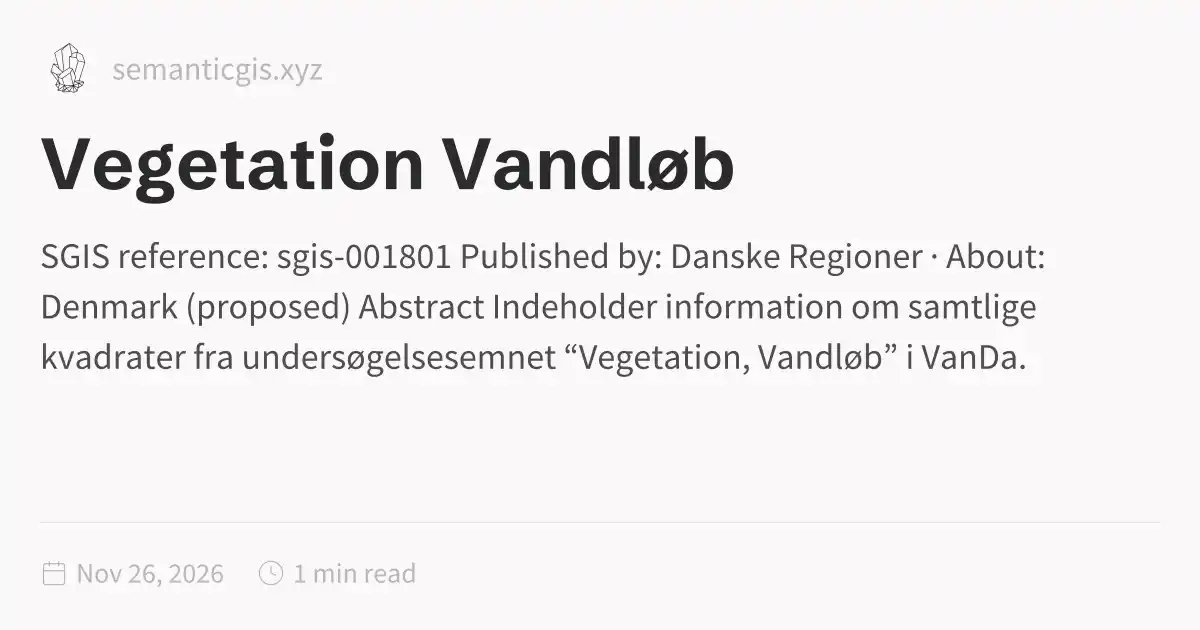 semanticgis.xyz
Vegetation Vandløb
SGIS reference: sgis-001801 Published by: Danske Regioner · About:
Denmark (proposed) Abstract Indeholder information om samtlige
kvadrater fra undersøgelsesemnet “Vegetation, Vandløb” i VanDa.
Nov 26, 2026 1 min read